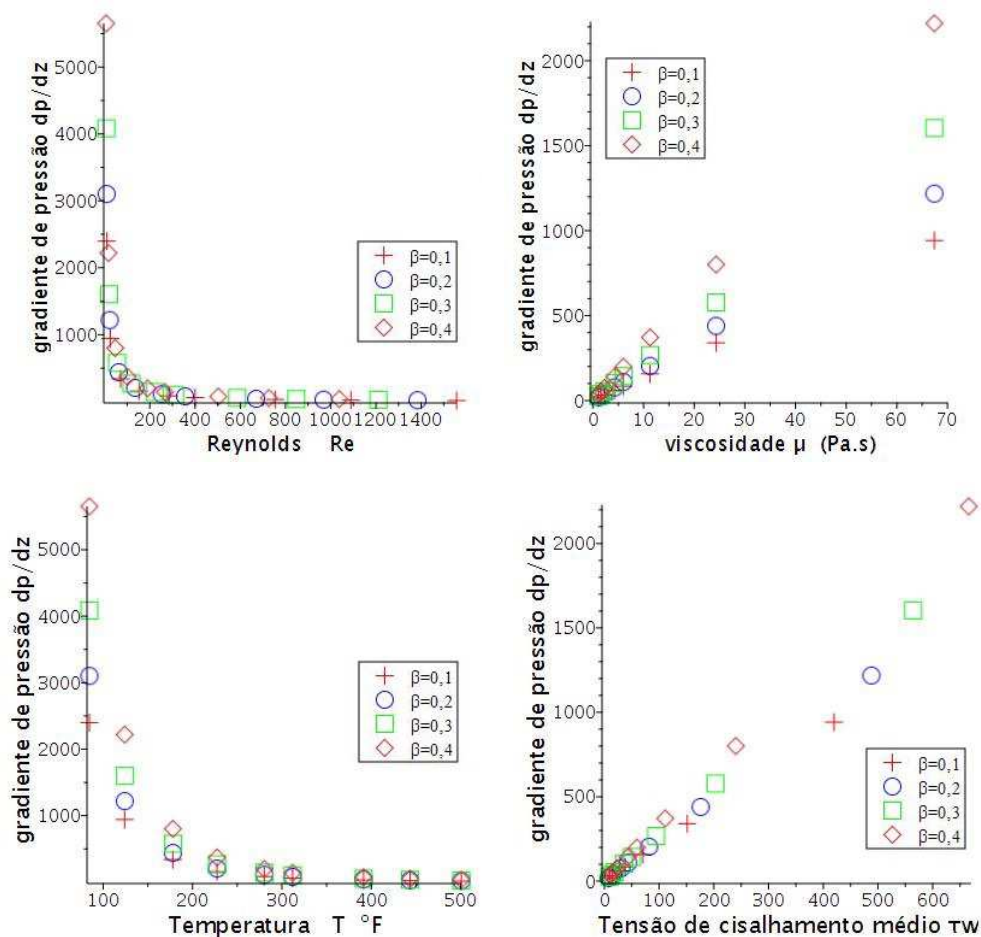 gradiente de pressão dp/dz
5000
4000
3000
2000
1000
β=0,1
β=0,2
β=0,3
β=0,4
200 400 600 800 1000 1200 1400
Reynolds Re
gradiente de pressão dp/dz
2000
1500
1000
500
0
β=0,1
β=0,2
β=0,3
β=0,4
0 10 20 30 40 50 60 70
viscosidade μ (Pa.s)
gradiente de pressão dp/dz
5000
4000
3000
2000
1000
β=0,1
β=0,2
β=0,3
β=0,4
100 200 300 400 500
Temperatura T °F
gradiente de pressão dp/dz
2000
1500
1000
500
0
β=0,1
β=0,2
β=0,3
β=0,4
0 100 200 300 400 500 600
Tensão de cisalhamento médio τw